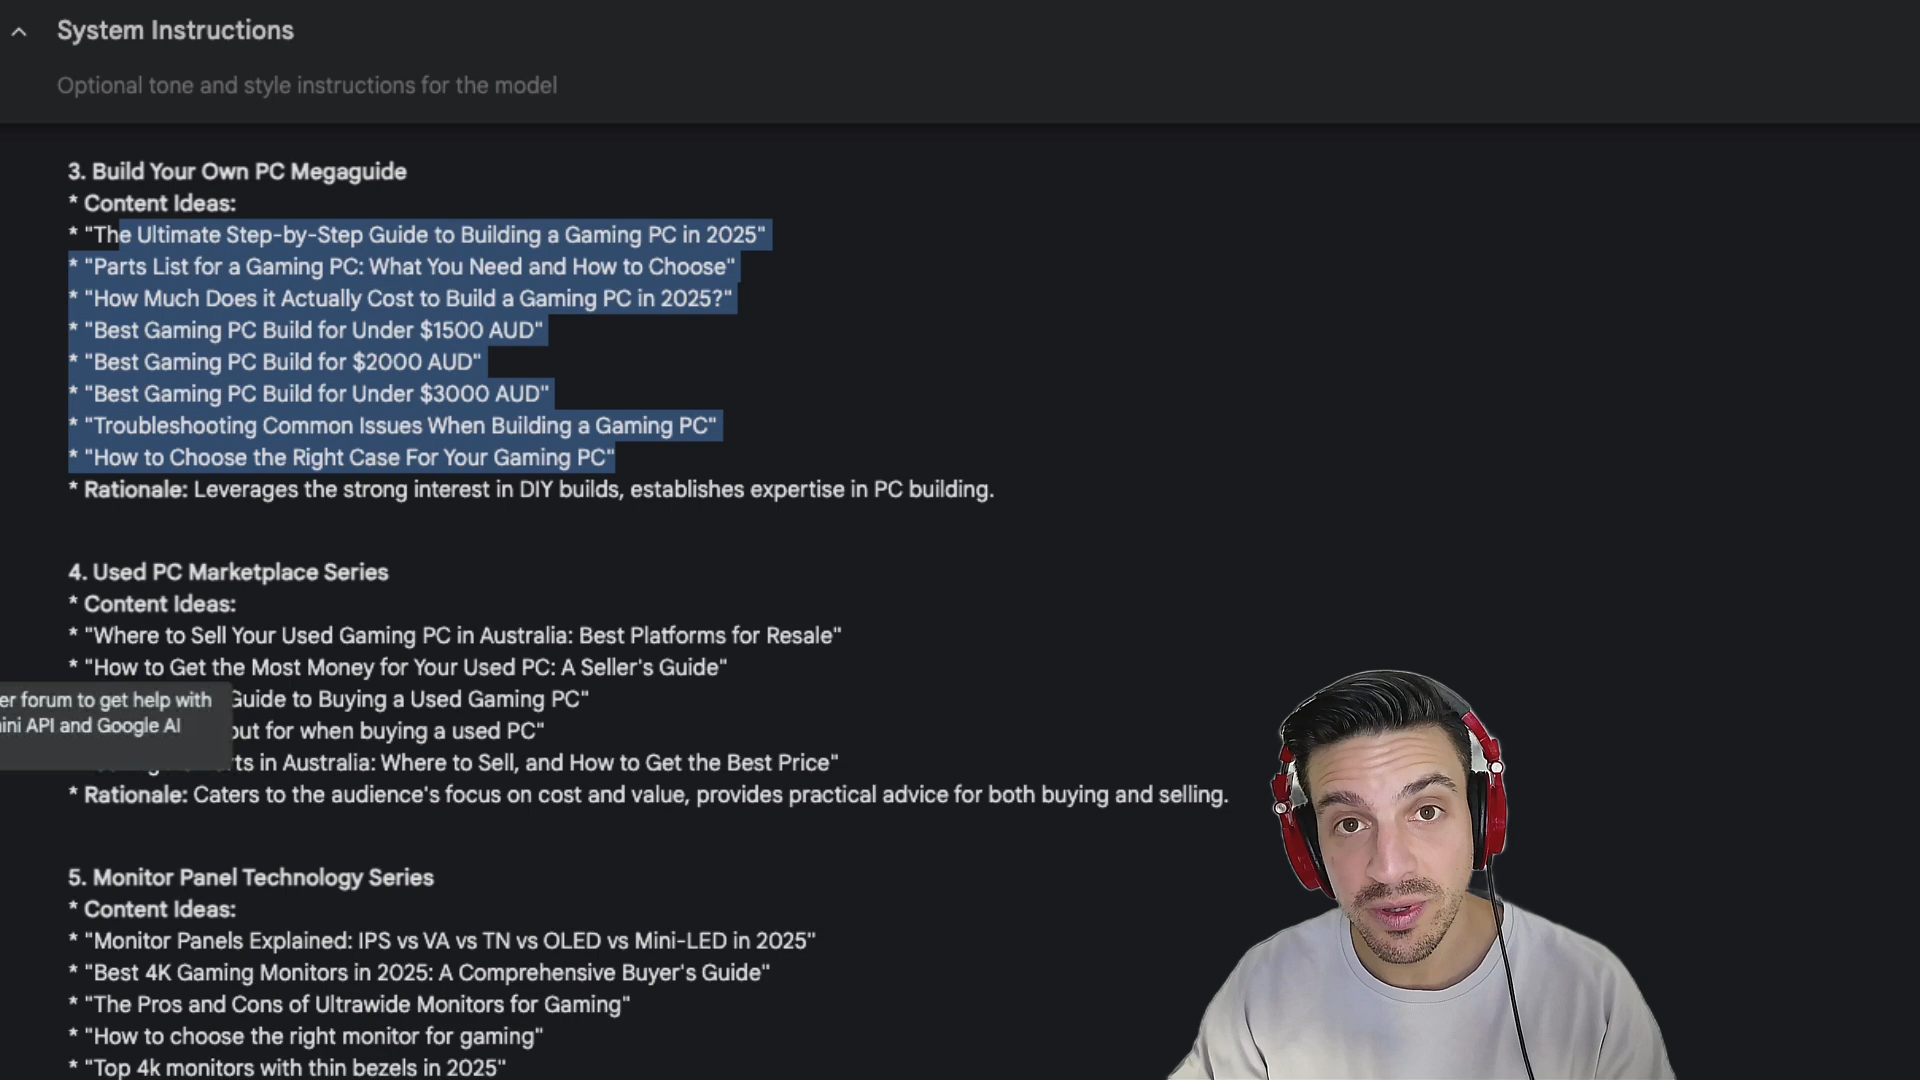 System Instructions
Optional tone and style instructions for the model
3. Build Your Own PC Megaguide
* Content Ideas:
* "The Ultimate Step-by-Step Guide to Building a Gaming PC in 2025"
* "Parts List for a Gaming PC: What You Need and How to Choose"
* "How Much Does it Actually Cost to Build a Gaming PC in 2025?"
* "Best Gaming PC Build for Under $1500 AUD"
* "Best Gaming PC Build for $2000 AUD"
* "Best Gaming PC Build for Under $3000 AUD"
* "Troubleshooting Common Issues When Building a Gaming PC"
* "How to Choose the Right Case For Your Gaming PC"
* Rationale: Leverages the strong interest in DIY builds, establishes expertise in PC building.
4. Used PC Marketplace Series
* Content Ideas:
* "Where to Sell Your Used Gaming PC in Australia: Best Platforms for Resale"
* "How to Get the Most Money for Your Used PC: A Seller's Guide"
er forum to get help with
Guide to Buying a Used Gaming PC"
API and Google AI
out for when buying a used PC"
in Australia: Where to Sell, and How to Get the Best Price"
* Rationale: Caters to the audience's focus on cost and value, provides practical advice for both buying and selling.
5. Monitor Panel Technology Series
* Content Ideas:
* "Monitor Panels Explained: IPS vs VA vs TN vs OLED vs Mini-LED in 2025"
* "Best 4K Gaming Monitors in 2025: A Comprehensive Buyer's Guide"
* "The Pros and Cons of Ultrawide Monitors for Gaming"
* "How to choose the right monitor for gaming"
* "Top 4k monitors with thin bezels in 2025"